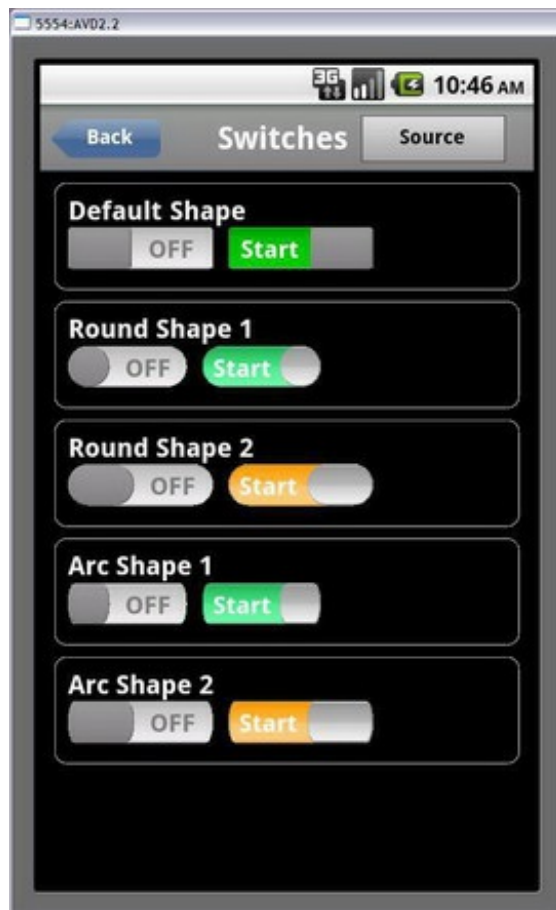 5554:AVD2.2
3G 10:46 AM
Back Switches Source
Default Shape
OFF Start
Round Shape 1
OFF Start
Round Shape 2
OFF Start
Arc Shape 1
OFF Start
Arc Shape 2
OFF Start